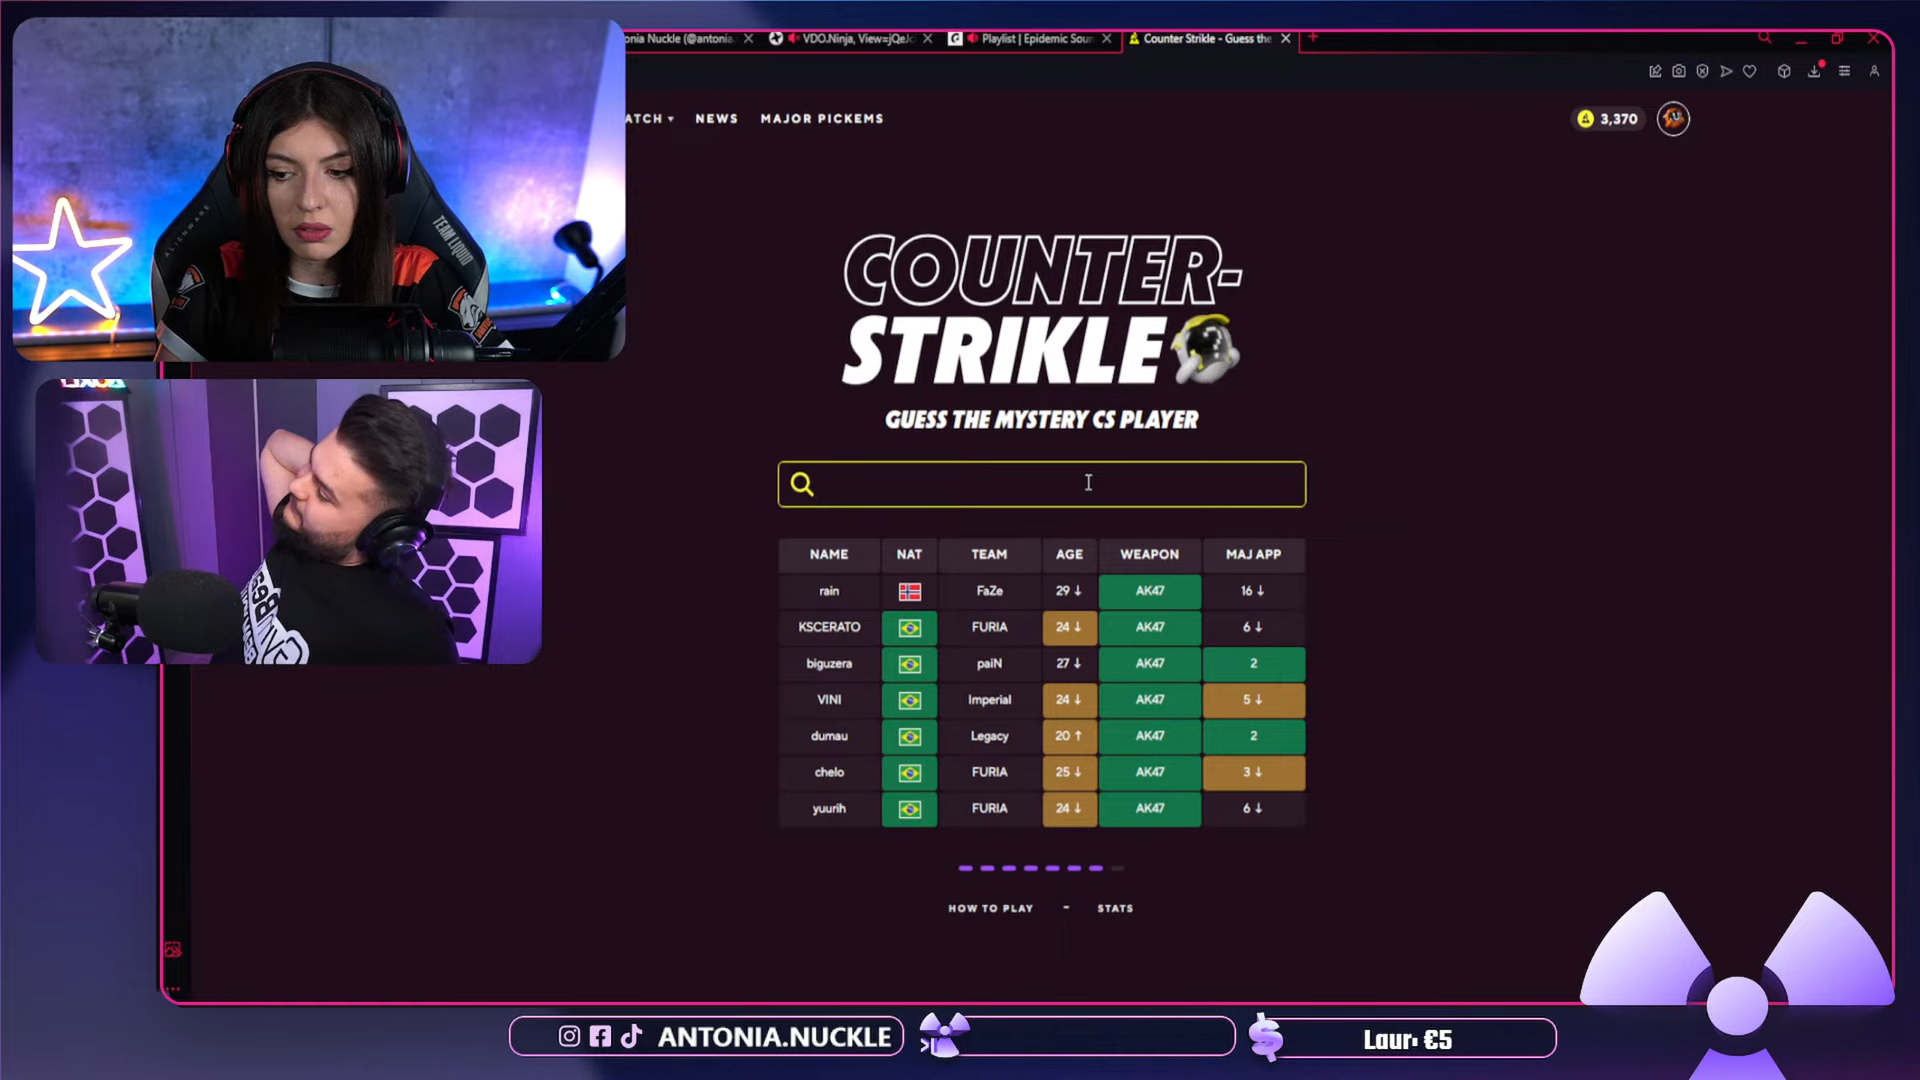 onia Nuckle (@antonia.
VDO.Ninja, View=jQeJc
Playlist | Epidemic Soun
Counter Strikle - Guess the
ATCH
NEWS
MAJOR PICKEMS
3,370
ALIENWARE
TEAM LIQUID
COUNTER-
STRIKLE
GUESS THE MYSTERY CS PLAYER
NAME NAT TEAM AGE WEAPON MAJ APP
rain FaZe 29 ↓ AK47 16 ↓
KSCERATO FURIA 24 ↓ AK47 6 ↓
biguzera paiN 27 ↓ AK47 2
VINI Imperial 24 ↓ AK47 5 ↓
dumau Legacy 20 ↑ AK47 2
chelo FURIA 25 ↓ AK47 3 ↓
yuurih FURIA 24 ↓ AK47 6 ↓
HOW TO PLAY - STATS
ANTONIA.NUCKLE
Laur: €5